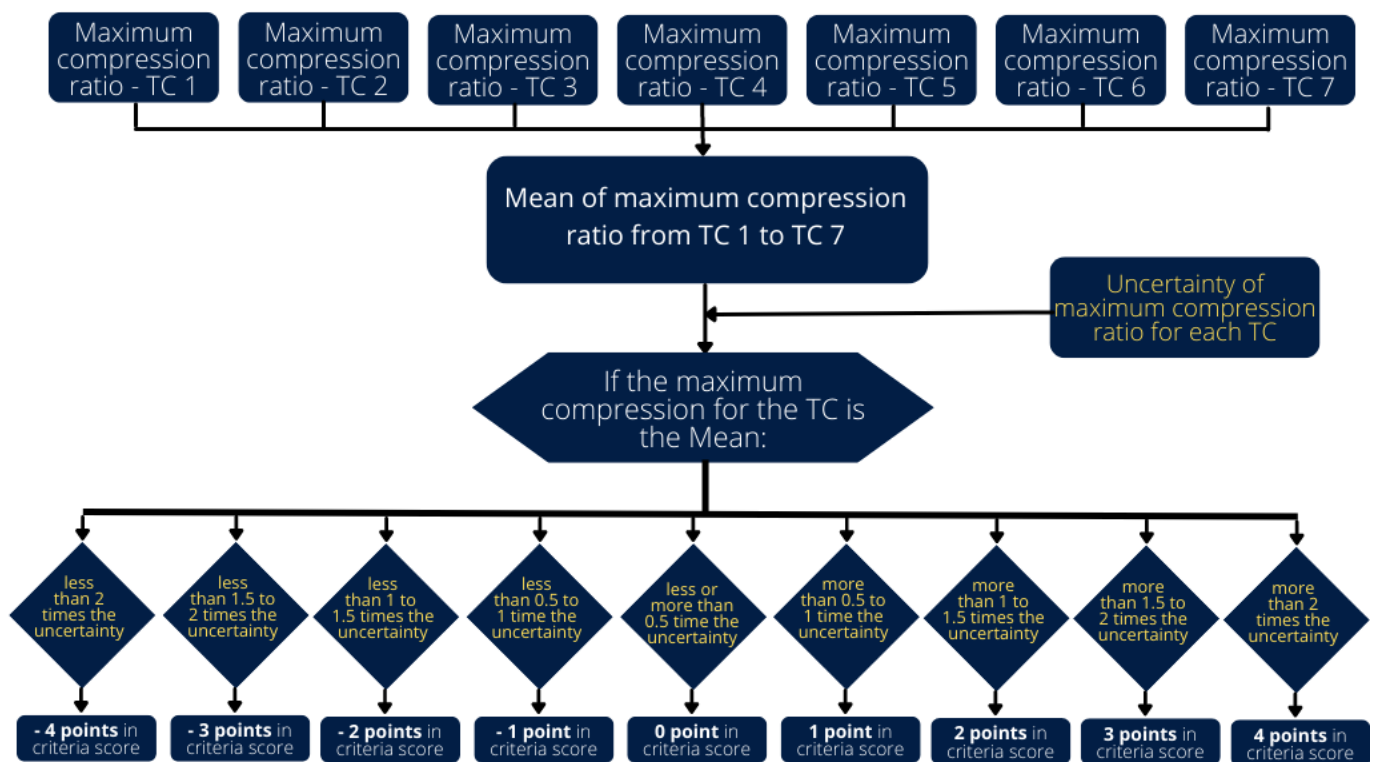 Maximum
compression
ratio - TC 1
Maximum
compression
ratio - TC 2
Maximum
compression
ratio - TC 3
Maximum
compression
ratio - TC 4
Maximum
compression
ratio - TC 5
Maximum
compression
ratio - TC 6
Maximum
compression
ratio - TC 7
Mean of maximum compression
ratio from TC 1 to TC 7
Uncertainty of
maximum compression
ratio for each TC
If the maximum
compression for the TC is
the Mean:
less
than 2
times the
uncertainty
less
than 1.5 to
2 times the
uncertainty
less
than 1 to
1.5 times the
uncertainty
less
than 0.5 to
1 time the
uncertainty
less or
more than
0.5 time the
uncertainty
more
than 0.5 to
1 time the
uncertainty
more
than 1 to
1.5 times the
uncertainty
more
than 1.5 to
2 times the
uncertainty
more
than 2
times the
uncertainty
- 4 points in
criteria score
- 3 points in
criteria score
- 2 points in
criteria score
- 1 point in
criteria score
0 point in
criteria score
1 point in
criteria score
2 points in
criteria score
3 points in
criteria score
4 points in
criteria score